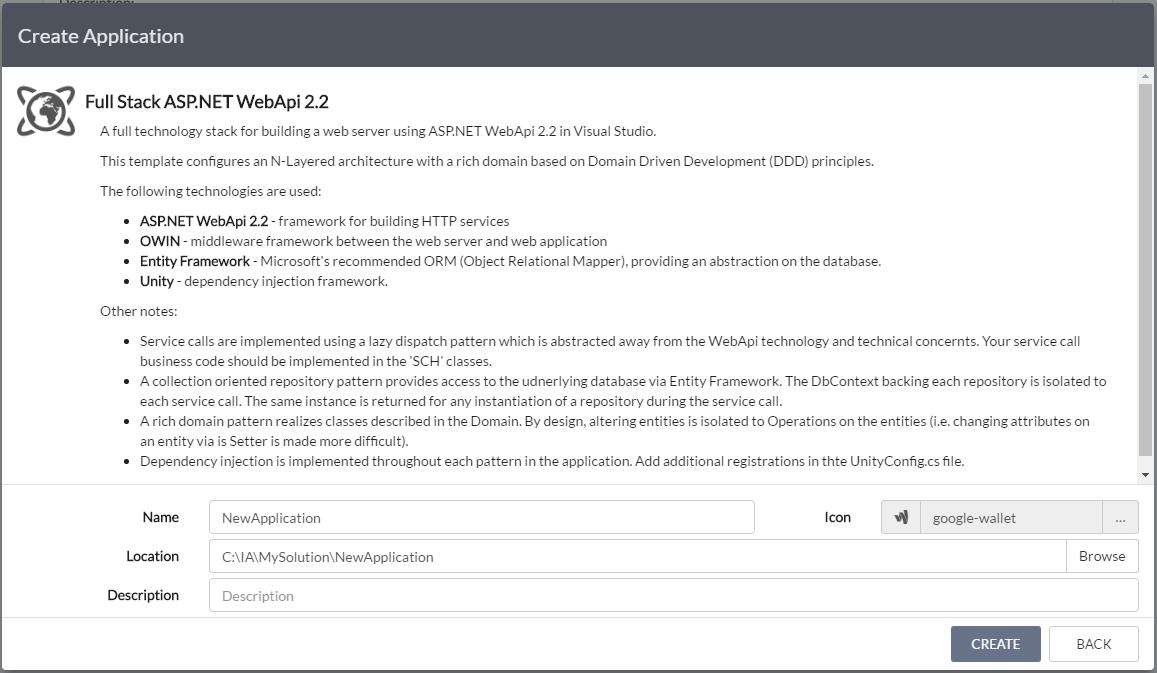 Description:
Create Application
Full Stack ASP.NET WebApi 2.2
A full technology stack for building a web server using ASP.NET WebApi 2.2 in Visual Studio.
This template configures an N-Layered architecture with a rich domain based on Domain Driven Development (DDD) principles.
The following technologies are used:
• ASP.NET WebApi 2.2 - framework for building HTTP services
• OWIN - middleware framework between the web server and web application
• Entity Framework - Microsoft's recommended ORM (Object Relational Mapper), providing an abstraction on the database.
• Unity - dependency injection framework.
Other notes:
• Service calls are implemented using a lazy dispatch pattern which is abstracted away from the WebApi technology and technical concernts. Your service call
business code should be implemented in the 'SCH' classes.
• A collection oriented repository pattern provides access to the udnerlying database via Entity Framework. The DbContext backing each repository is isolated to
each service call. The same instance is returned for any instantiation of a repository during the service call.
• A rich domain pattern realizes classes described in the Domain. By design, altering entities is isolated to Operations on the entities (i.e. changing attributes on
an entity via is Setter is made more difficult).
• Dependency injection is implemented throughout each pattern in the application. Add additional registrations in thte UnityConfig.cs file.
Name NewApplication Icon google-wallet ...
Location C:\IA\MySolution\NewApplication Browse
Description Description
CREATE BACK